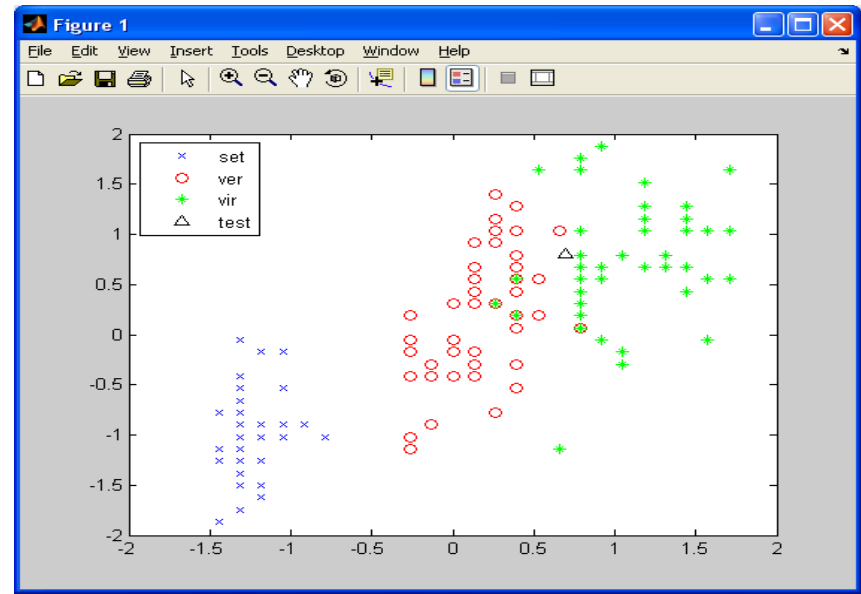 Figure 1
File Edit View Insert Tools Desktop Window Help
2
1.5
1
0.5
0
-0.5
-1
-1.5
-2
set
ver
vir
test
-2 -1.5 -1 -0.5 0 0.5 1 1.5 2